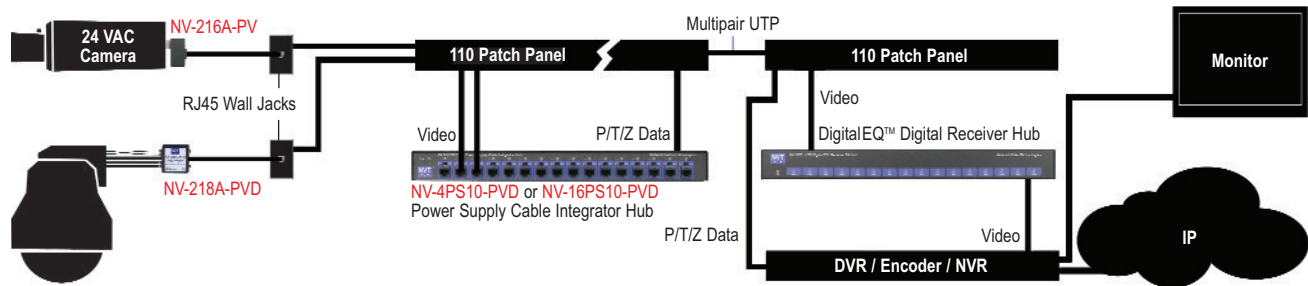 NV-216A-PV
24 VAC
Camera
RJ45 Wall Jacks
NV-218A-PVD
110 Patch Panel
Video
P/T/Z Data
NVT
NV-4PS10-PVD or NV-16PS10-PVD
Power Supply Cable Integrator Hub
Multipair UTP
110 Patch Panel
Video
DigitalEQ™ Digital Receiver Hub
NVT
P/T/Z Data
Video
DVR / Encoder / NVR
Monitor
IP